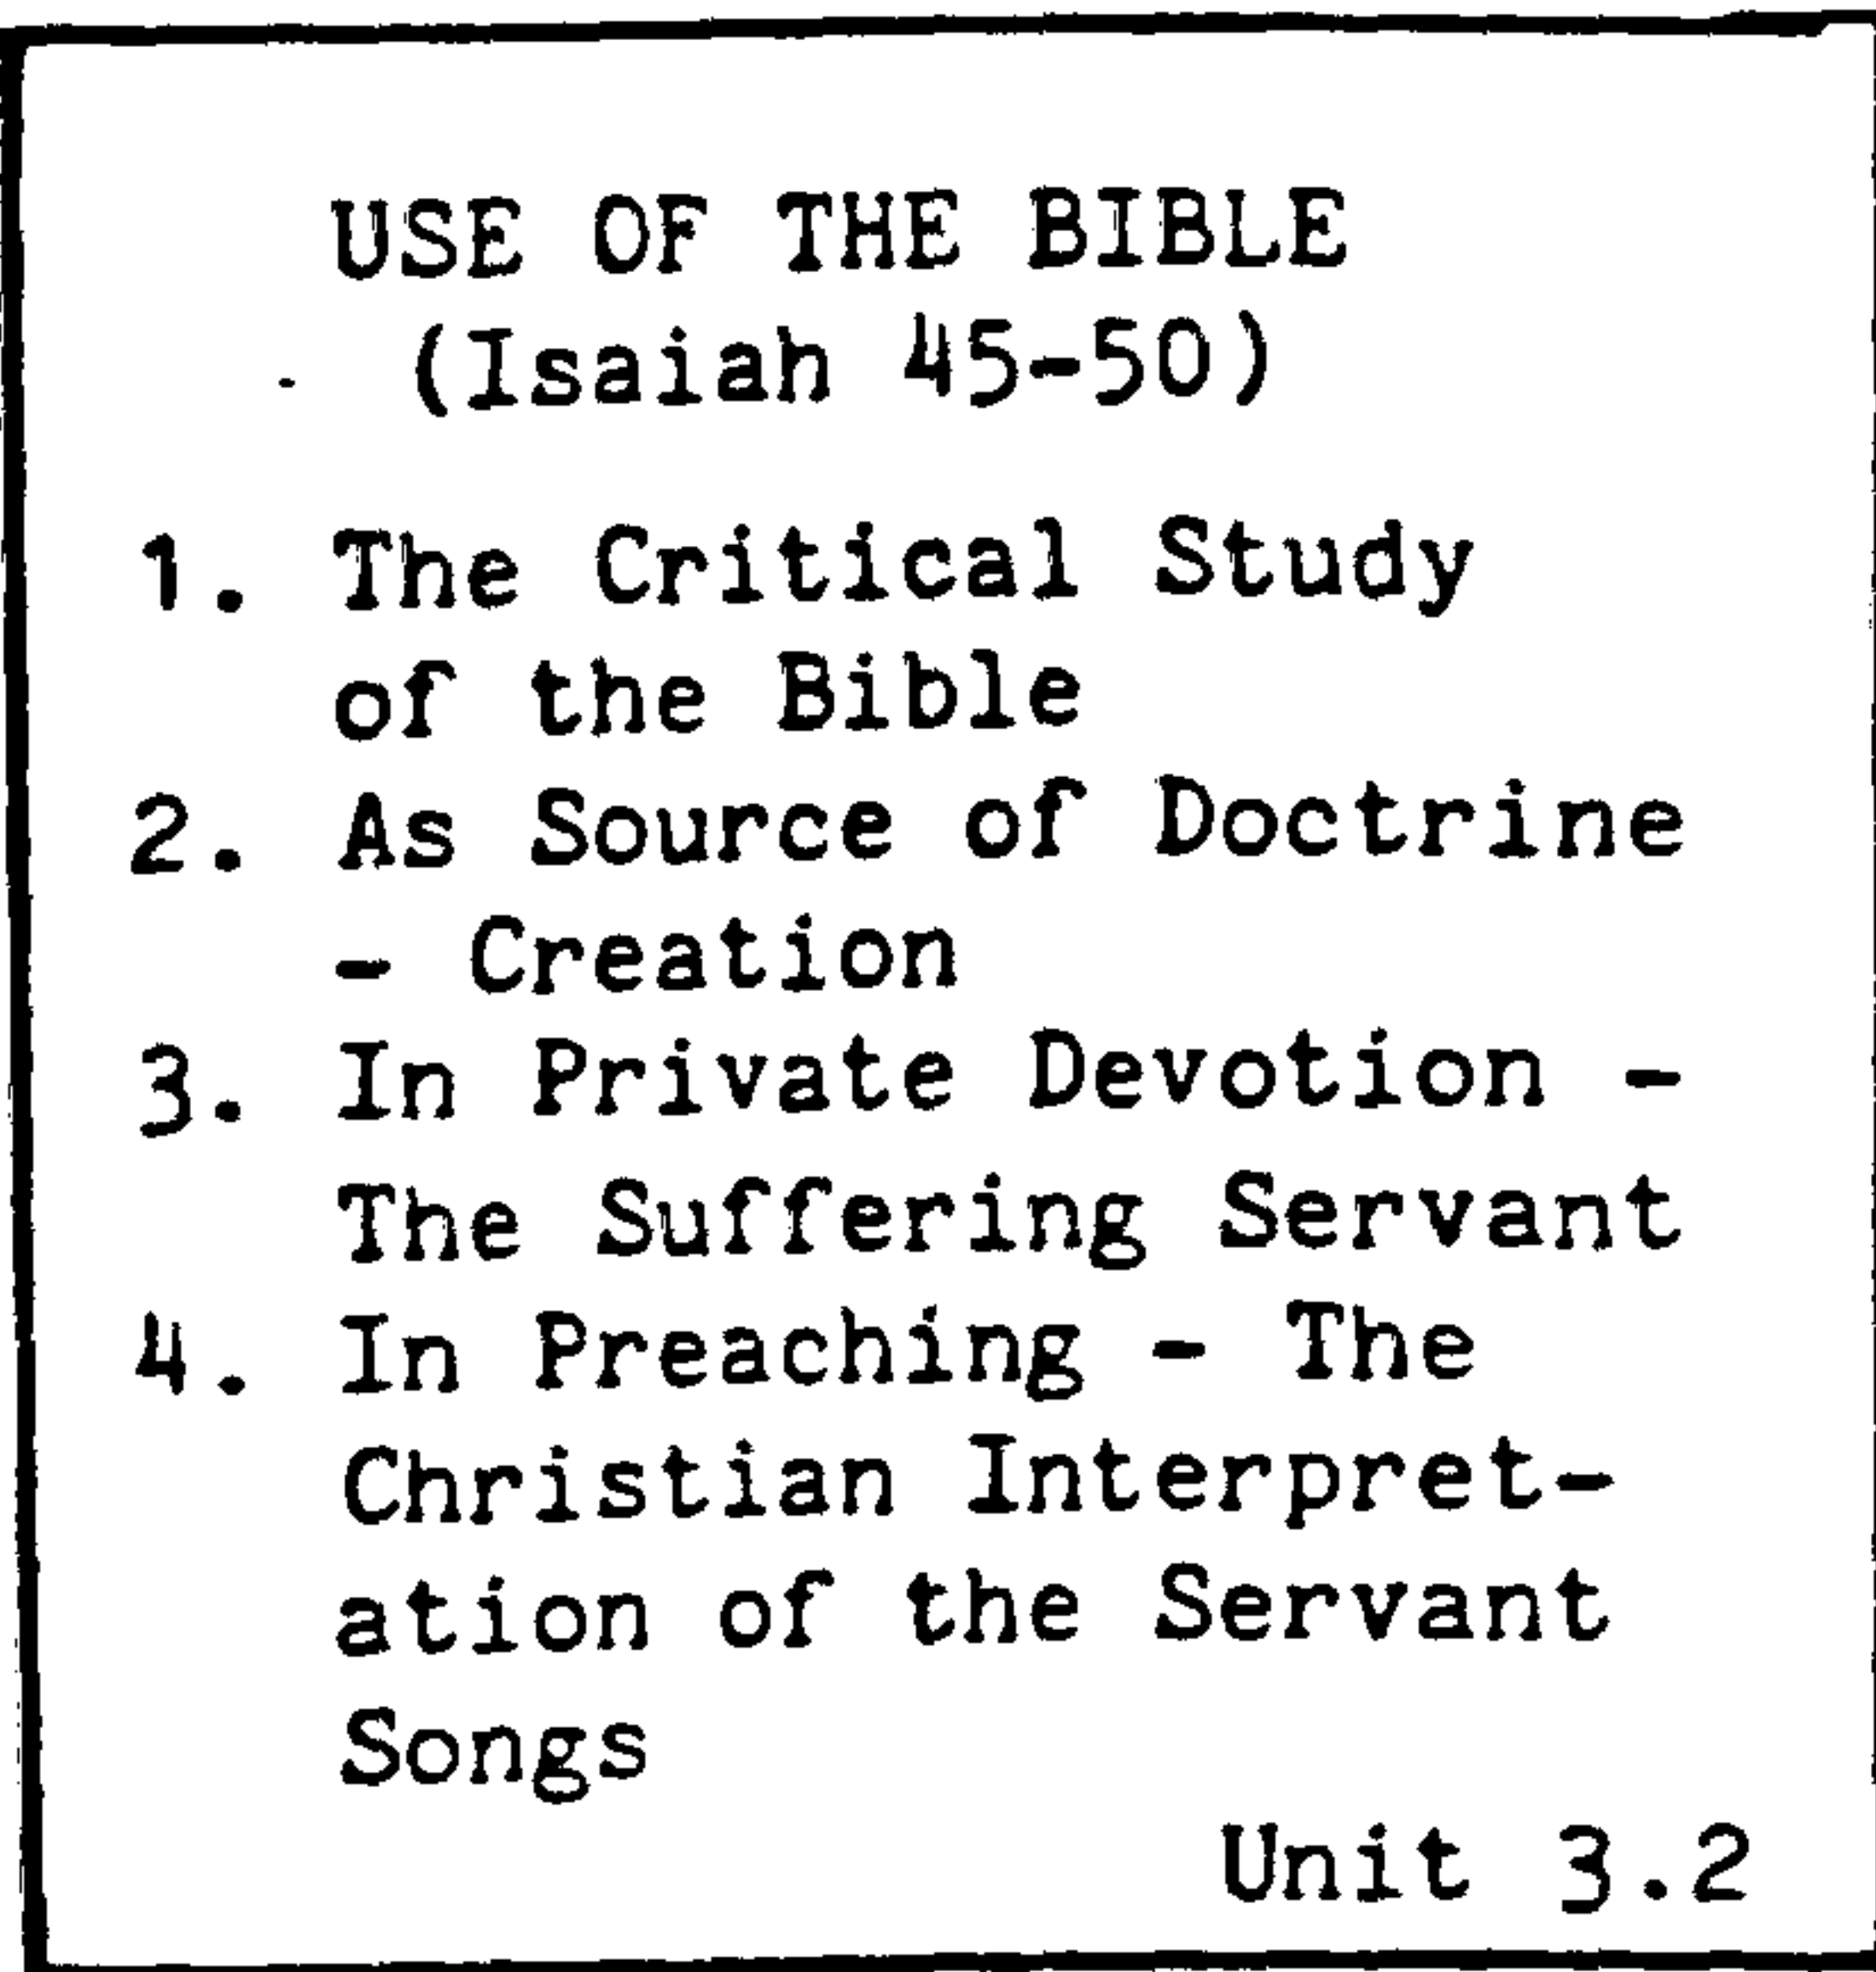 USE OF THE BIBLE
(Isaiah 45-50)
1. The Critical Study
of the Bible
2. As Source of Doctrine
- Creation
3. In Private Devotion -
The Suffering Servant
4. In Preaching - The
Christian Interpret-
ation of the Servant
Songs
Unit 3.2